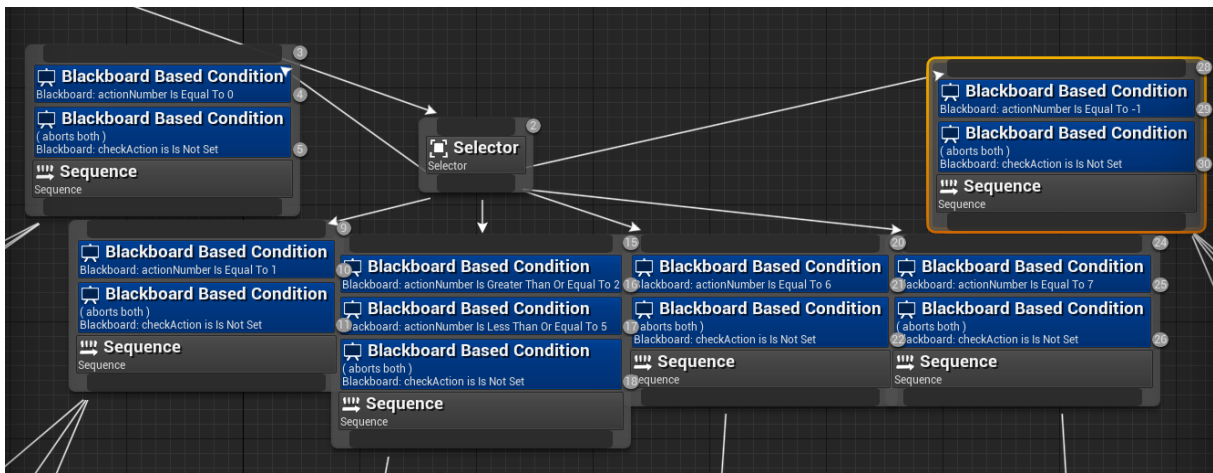 3
Blackboard Based Condition
Blackboard: actionNumber Is Equal To 0
4
Blackboard Based Condition
( aborts both )
Blackboard: checkAction is Is Not Set
5
Sequence
Sequence
2
Selector
Selector
28
Blackboard Based Condition
Blackboard: actionNumber Is Equal To -1
29
Blackboard Based Condition
( aborts both )
Blackboard: checkAction is Is Not Set
30
Sequence
Sequence
9
Blackboard Based Condition
Blackboard: actionNumber Is Equal To 1
10
Blackboard Based Condition
( aborts both )
Blackboard: checkAction is Is Not Set
11
Sequence
Sequence
15
Blackboard Based Condition
Blackboard: actionNumber Is Greater Than Or Equal To 2
16
Blackboard Based Condition
Blackboard: actionNumber Is Less Than Or Equal To 5
17
Blackboard Based Condition
( aborts both )
Blackboard: checkAction is Is Not Set
18
Sequence
Sequence
20
Blackboard Based Condition
Blackboard: actionNumber Is Equal To 6
21
Blackboard Based Condition
( aborts both )
Blackboard: checkAction is Is Not Set
22
Sequence
Sequence
24
Blackboard Based Condition
Blackboard: actionNumber Is Equal To 7
25
Blackboard Based Condition
( aborts both )
Blackboard: checkAction is Is Not Set
26
Sequence
Sequence